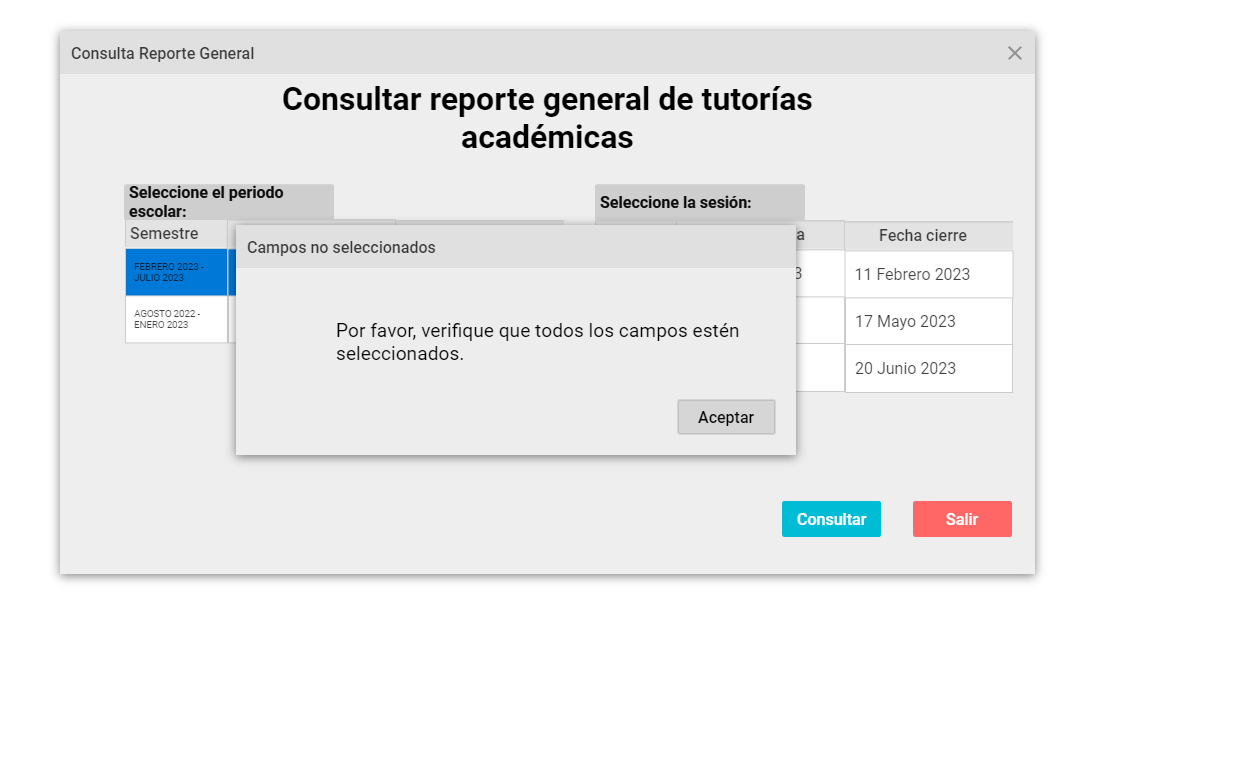 Consulta Reporte General
Consultar reporte general de tutorías
académicas
Seleccione el periodo
escolar:
Seleccione la sesión:
Semestre
a
Fecha cierre
Campos no seleccionados
FEBRERO 2023 -
JULIO 2023
3
11 Febrero 2023
AGOSTO 2022 -
ENERO 2023
17 Mayo 2023
Por favor, verifique que todos los campos estén
seleccionados.
20 Junio 2023
Aceptar
Consultar
Salir